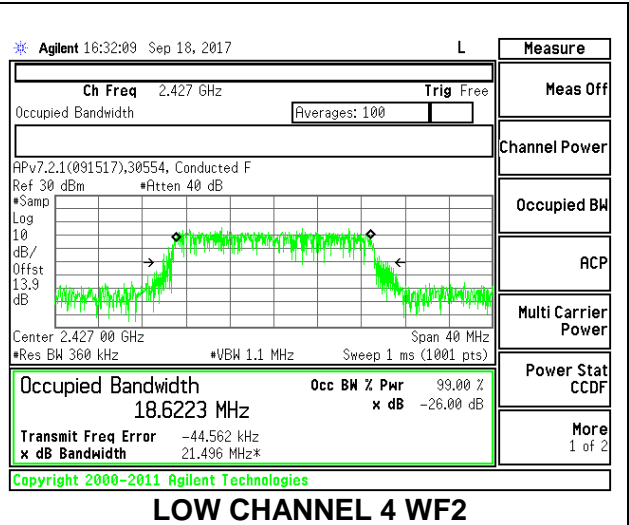 Agilent 16:32:09 Sep 18, 2017 L
Measure
Ch Freq 2.427 GHz Trig Free
Occupied Bandwidth Averages: 100
APv7.2.1(091517),30554, Conducted F
Ref 30 dBm #Atten 40 dB
#Samp
Log
10
dB/
Offst
13.9
dB
Center 2.427 00 GHz Span 40 MHz
#Res BW 360 kHz #VBW 1.1 MHz Sweep 1 ms (1001 pts)
Occupied Bandwidth Occ BW % Pwr 99.00 %
18.6223 MHz x dB -26.00 dB
Transmit Freq Error -44.562 kHz
x dB Bandwidth 21.496 MHz*
Copyright 2000-2011 Agilent Technologies
Meas Off
Channel Power
Occupied BW
ACP
Multi Carrier
Power
Power Stat
CCDF
More
1 of 2
LOW CHANNEL 4 WF2